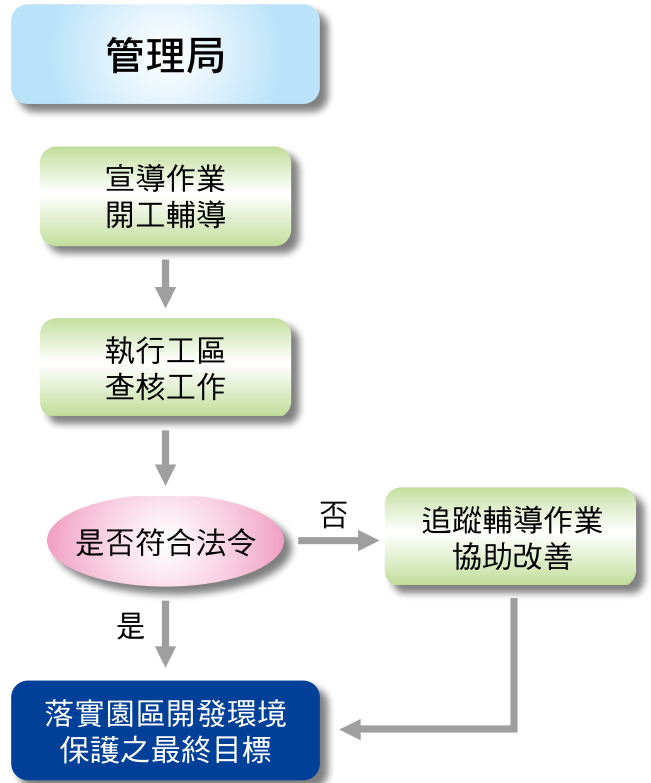 管理局
宣導作業
開工輔導
執行工區
查核工作
是否符合法令
否
追蹤輔導作業
協助改善
是
落實園區開發環境
保護之最終目標